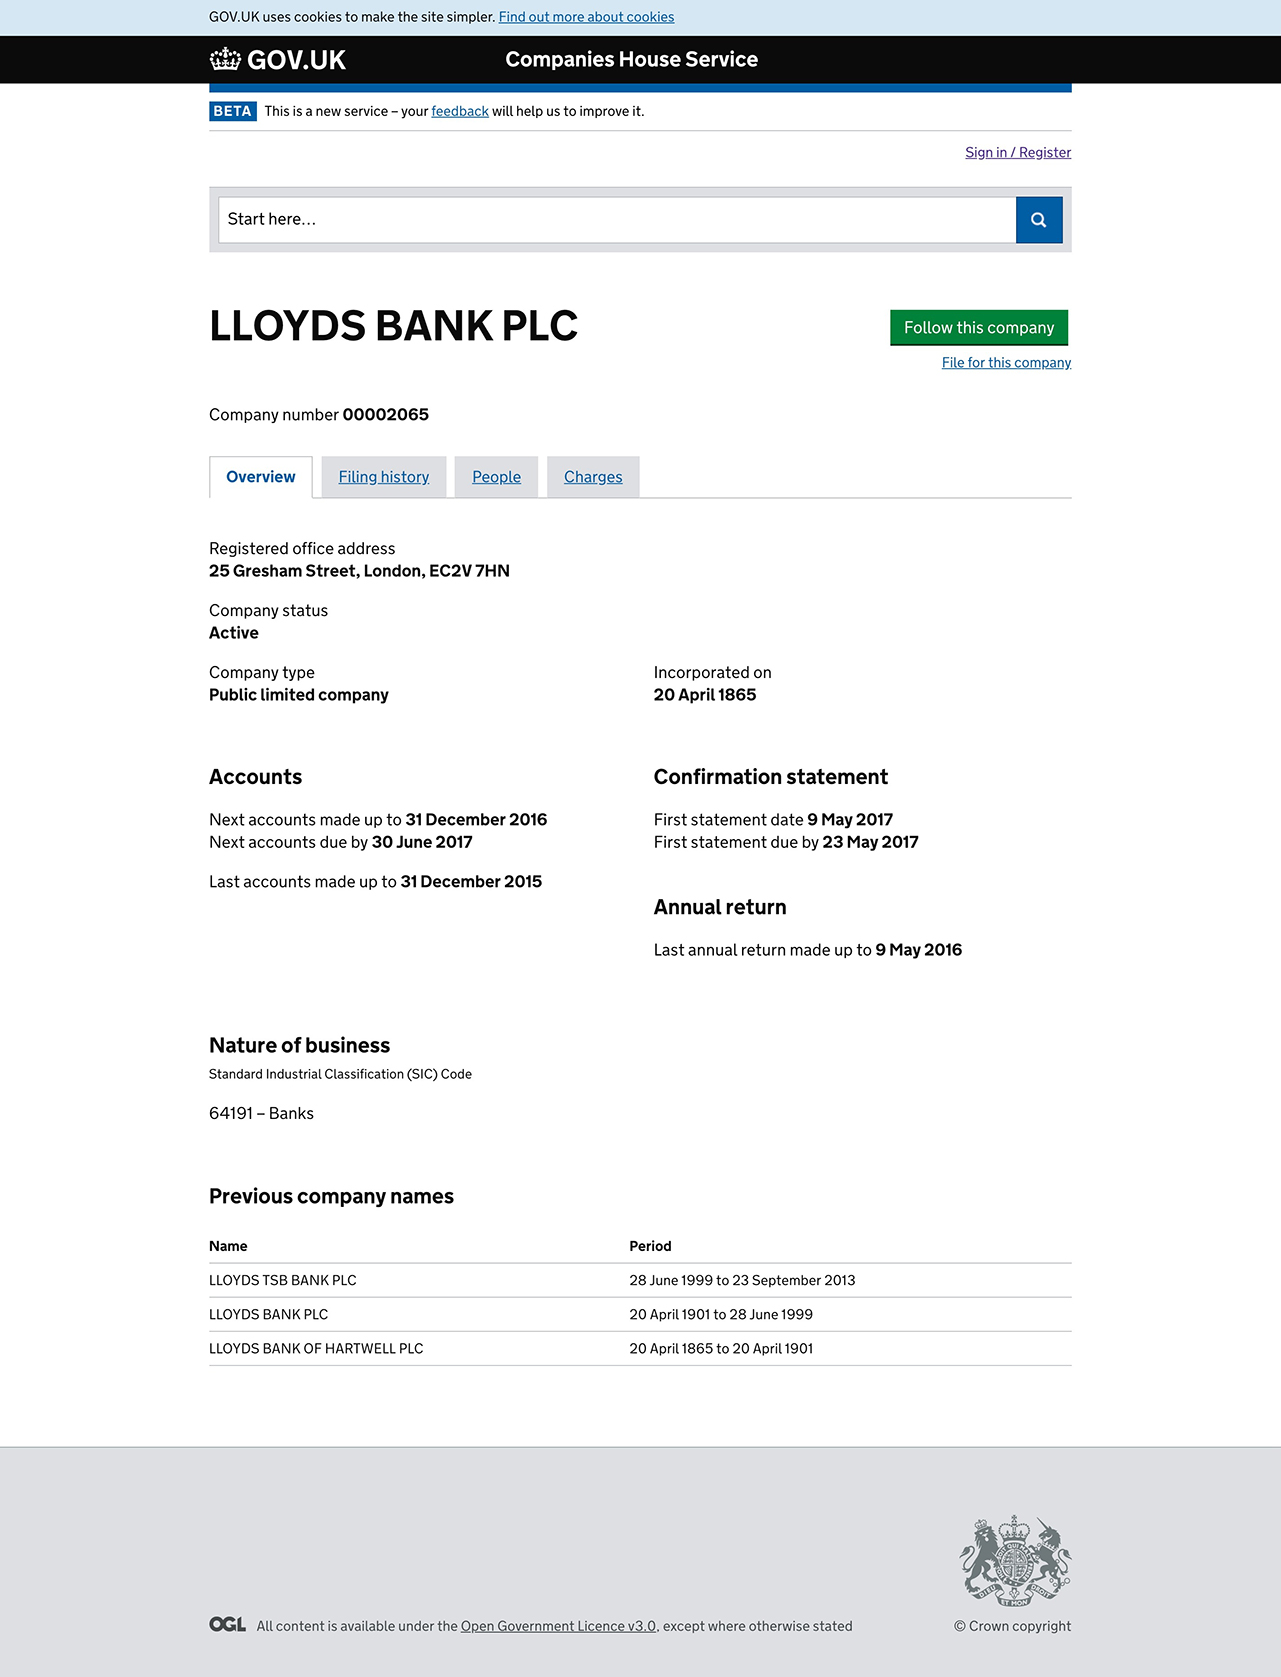 GOV.UK uses cookies to make the site simpler. Find out more about cookies
GOV.UK
Companies House Service
BETA This is a new service – your feedback will help us to improve it.
Sign in / Register
Start here...
LLOYDS BANK PLC
Follow this company
File for this company
Company number 00002065
Overview Filing history People Charges
Registered office address
25 Gresham Street, London, EC2V 7HN
Company status
Active
Company type
Public limited company
Incorporated on
20 April 1865
Accounts
Next accounts made up to 31 December 2016
Next accounts due by 30 June 2017
Last accounts made up to 31 December 2015
Confirmation statement
First statement date 9 May 2017
First statement due by 23 May 2017
Annual return
Last annual return made up to 9 May 2016
Nature of business
Standard Industrial Classification (SIC) Code
64191 – Banks
Previous company names
Name Period
LLOYDS TSB BANK PLC 28 June 1999 to 23 September 2013
LLOYDS BANK PLC 20 April 1901 to 28 June 1999
LLOYDS BANK OF HARTWELL PLC 20 April 1865 to 20 April 1901
DIEU ET MON DROIT
OGL All content is available under the Open Government Licence v3.0, except where otherwise stated
© Crown copyright